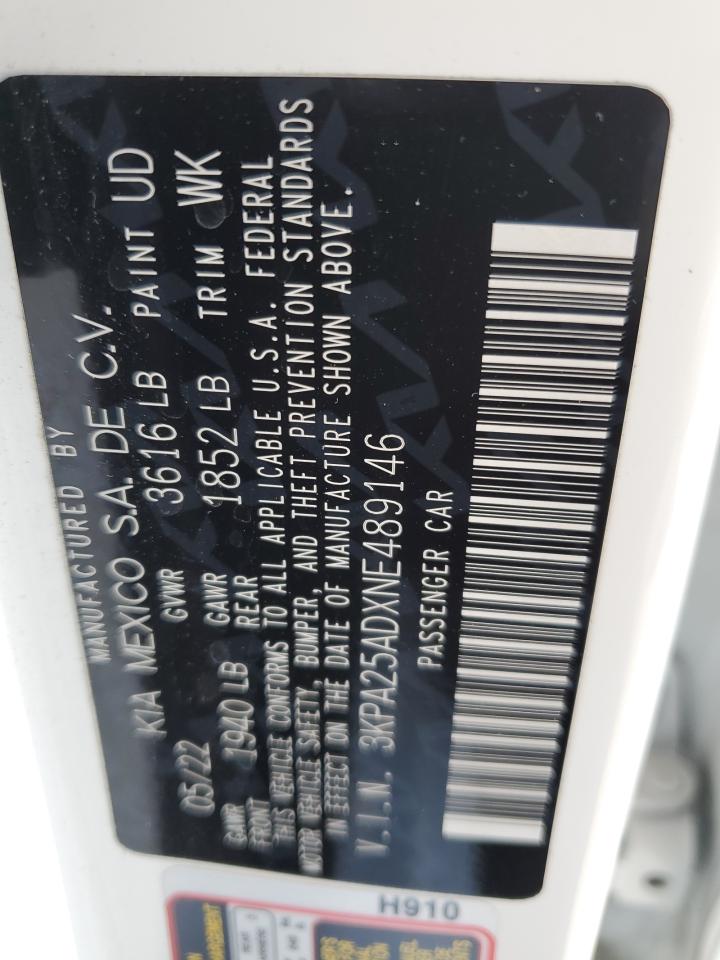 MANUFACTURED BY
KIA MEXICO S.A. DE C.V.
05/22 GVWR 3616 LB PAINT UD
GAWR FRONT 1940 LB GAWR REAR 1852 LB TRIM WK
THIS VEHICLE CONFORMS TO ALL APPLICABLE U.S.A. FEDERAL
MOTOR VEHICLE SAFETY, BUMPER, AND THEFT PREVENTION STANDARDS
IN EFFECT ON THE DATE OF MANUFACTURE SHOWN ABOVE.
V.I.N. 3KPA25ADXNE489146
PASSENGER CAR
H910